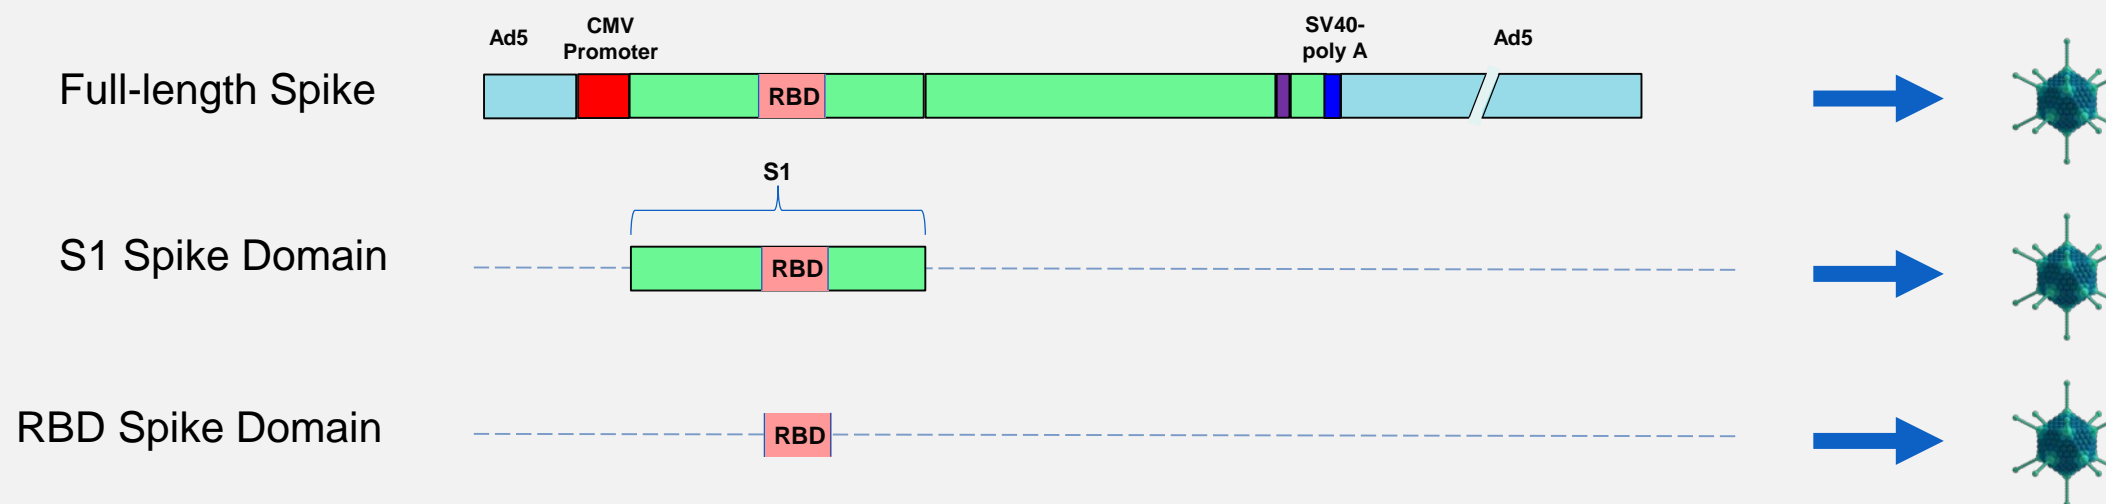 Ad5
CMV
Promoter
SV40-
poly A
Ad5
Full-length Spike
RBD
S1
S1 Spike Domain
RBD
RBD Spike Domain
RBD